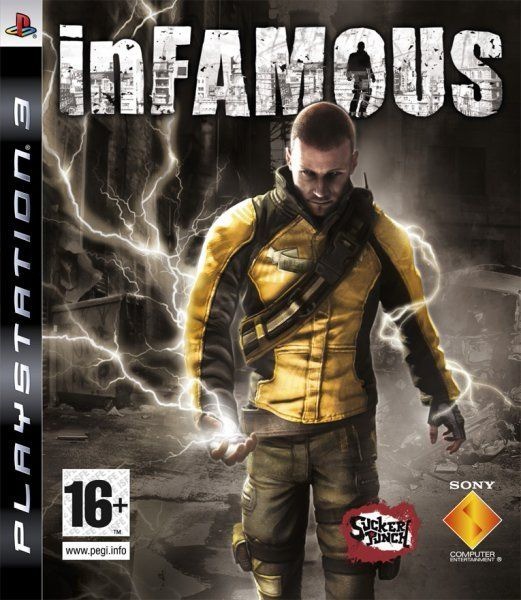 PLAYSTATION 3
inFAMOUS
16+
www.pegi.info
SUCKER
PUNCH
SONY
COMPUTER
ENTERTAINMENT®